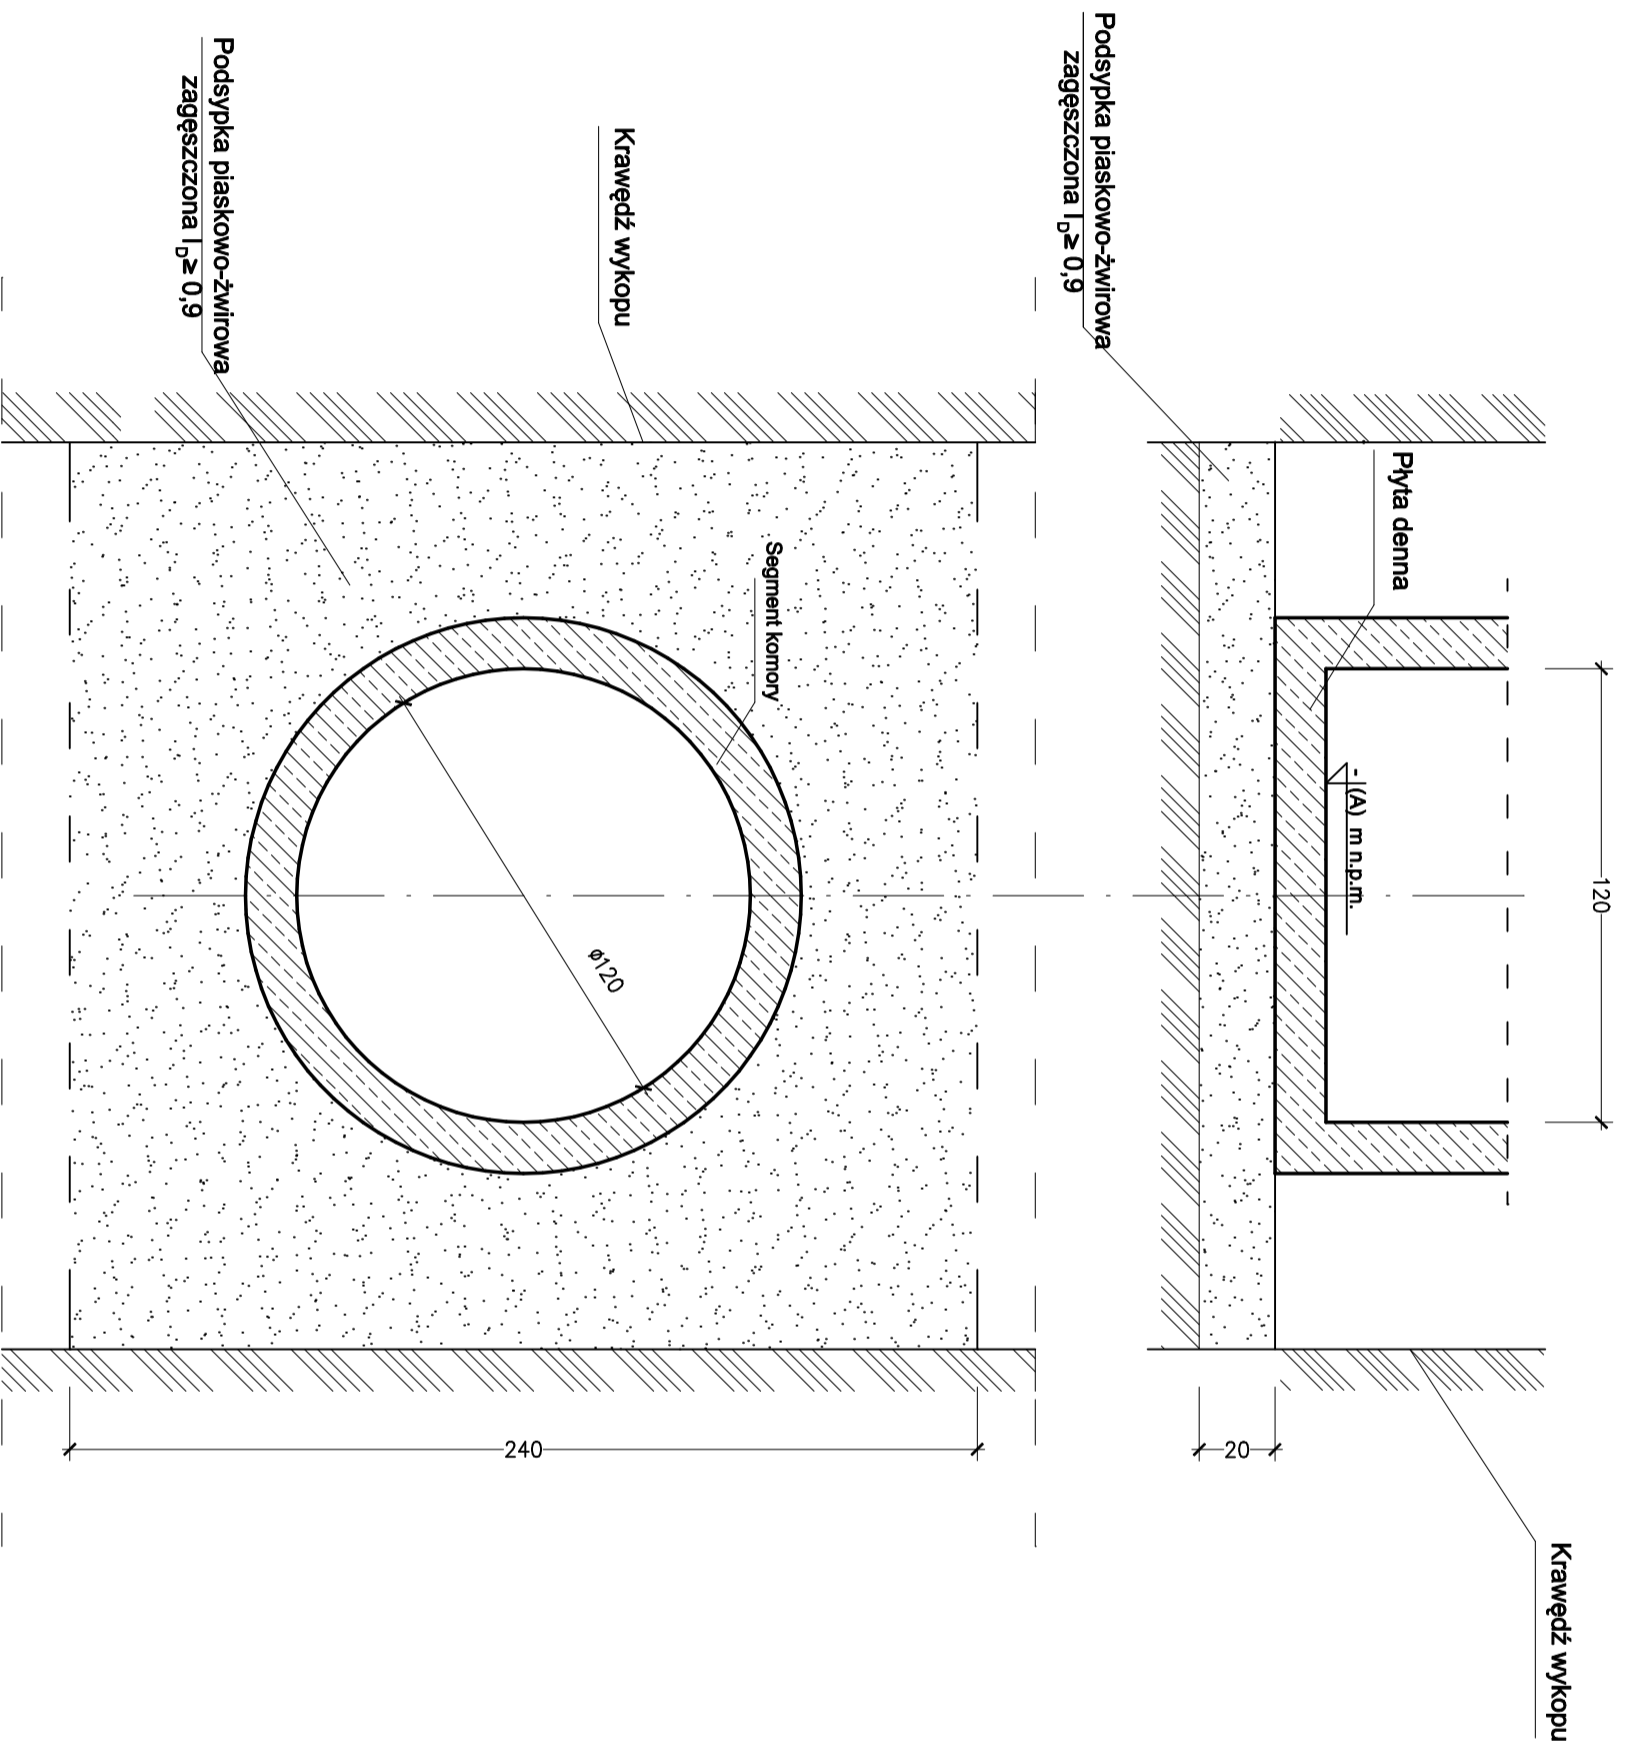 Krawędź wykopu
120
Płyta denna
-(A) m n.p.m.
Podsypka piaskowo-żwirowa
zagęszczona I_D ≥ 0,9
20
Segment komory
Krawędź wykopu
ø120
Podsypka piaskowo-żwirowa
zagęszczona I_D ≥ 0,9
240